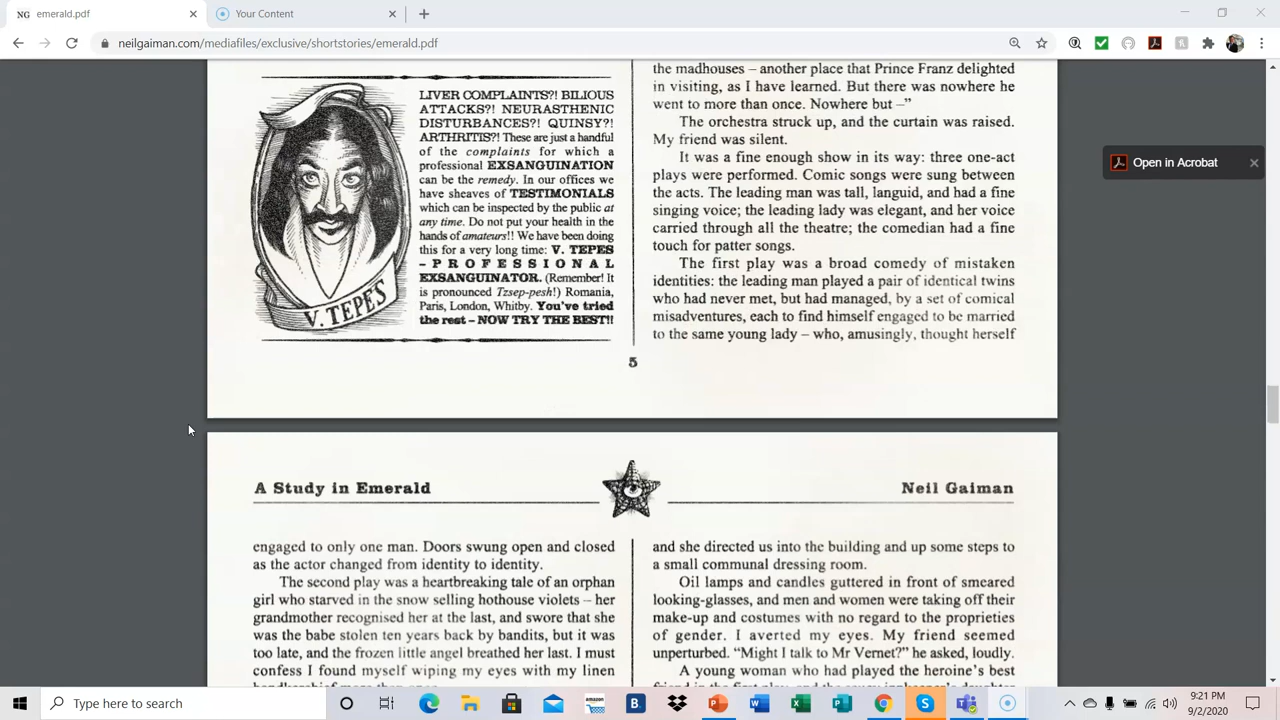 emerald.pdf
Your Content
neilgaiman.com/mediafiles/exclusive/shortstories/emerald.pdf
Open in Acrobat
LIVER COMPLAINTS?! BILIOUS
ATTACKS?! NEURASTHENIC
DISTURBANCES?! QUINSY?!
ARTHRITIS?! These are just a handful
of the complaints for which a
professional EXSANGUINATION
can be the remedy. In our offices we
have sheaves of TESTIMONIALS
which can be inspected by the public at
any time. Do not put your health in the
hands of amateurs!! We have been doing
this for a very long time: V. TEPES
– PROFESSIONAL
EXSANGUINATOR. (Remember! It
is pronounced Tzsep-pesh!) Romania,
Paris, London, Whitby. You've tried
the rest – NOW TRY THE BEST!!
V. TEPES
the madhouses – another place that Prince Franz delighted
in visiting, as I have learned. But there was nowhere he
went to more than once. Nowhere but –”
The orchestra struck up, and the curtain was raised.
My friend was silent.
It was a fine enough show in its way: three one-act
plays were performed. Comic songs were sung between
the acts. The leading man was tall, languid, and had a fine
singing voice; the leading lady was elegant, and her voice
carried through all the theatre; the comedian had a fine
touch for patter songs.
The first play was a broad comedy of mistaken
identities: the leading man played a pair of identical twins
who had never met, but had managed, by a set of comical
misadventures, each to find himself engaged to be married
to the same young lady – who, amusingly, thought herself
5
A Study in Emerald
Neil Gaiman
engaged to only one man. Doors swung open and closed
as the actor changed from identity to identity.
The second play was a heartbreaking tale of an orphan
girl who starved in the snow selling hothouse violets – her
grandmother recognised her at the last, and swore that she
was the babe stolen ten years back by bandits, but it was
too late, and the frozen little angel breathed her last. I must
confess I found myself wiping my eyes with my linen
and she directed us into the building and up some steps to
a small communal dressing room.
Oil lamps and candles guttered in front of smeared
looking-glasses, and men and women were taking off their
make-up and costumes with no regard to the proprieties
of gender. I averted my eyes. My friend seemed
unperturbed. “Might I talk to Mr Vernet?” he asked, loudly.
A young woman who had played the heroine's best
Type here to search
9:21 PM
9/2/2020